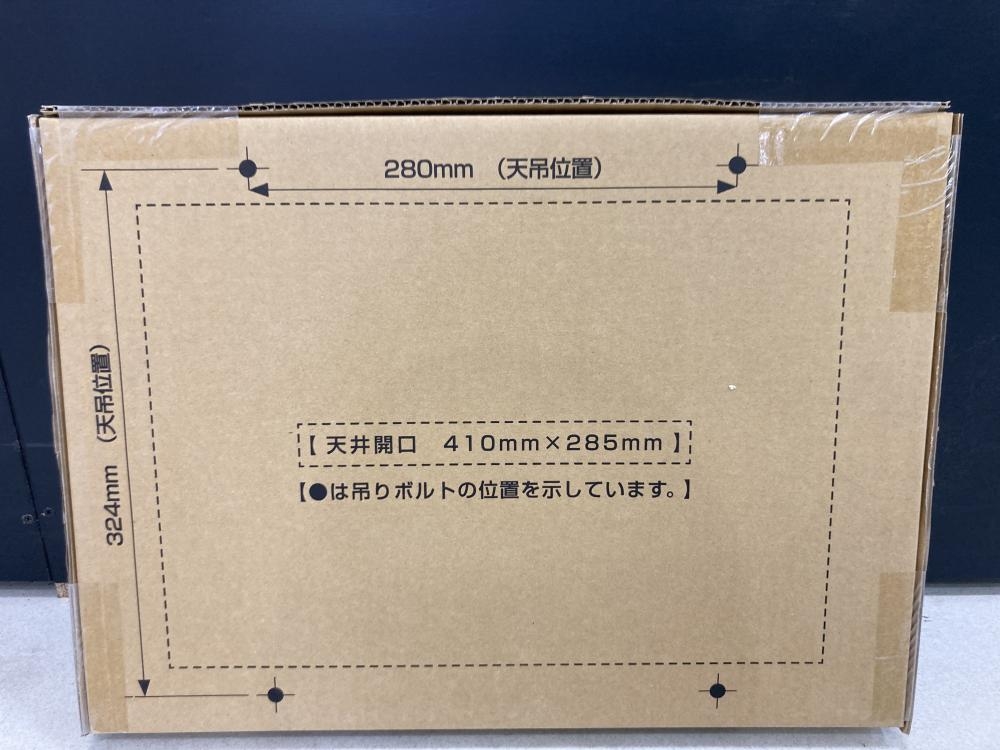 280mm （天吊位置）
324mm （天吊位置）
【 天井開口　410mm×285mm 】
【●は吊りボルトの位置を示しています。】